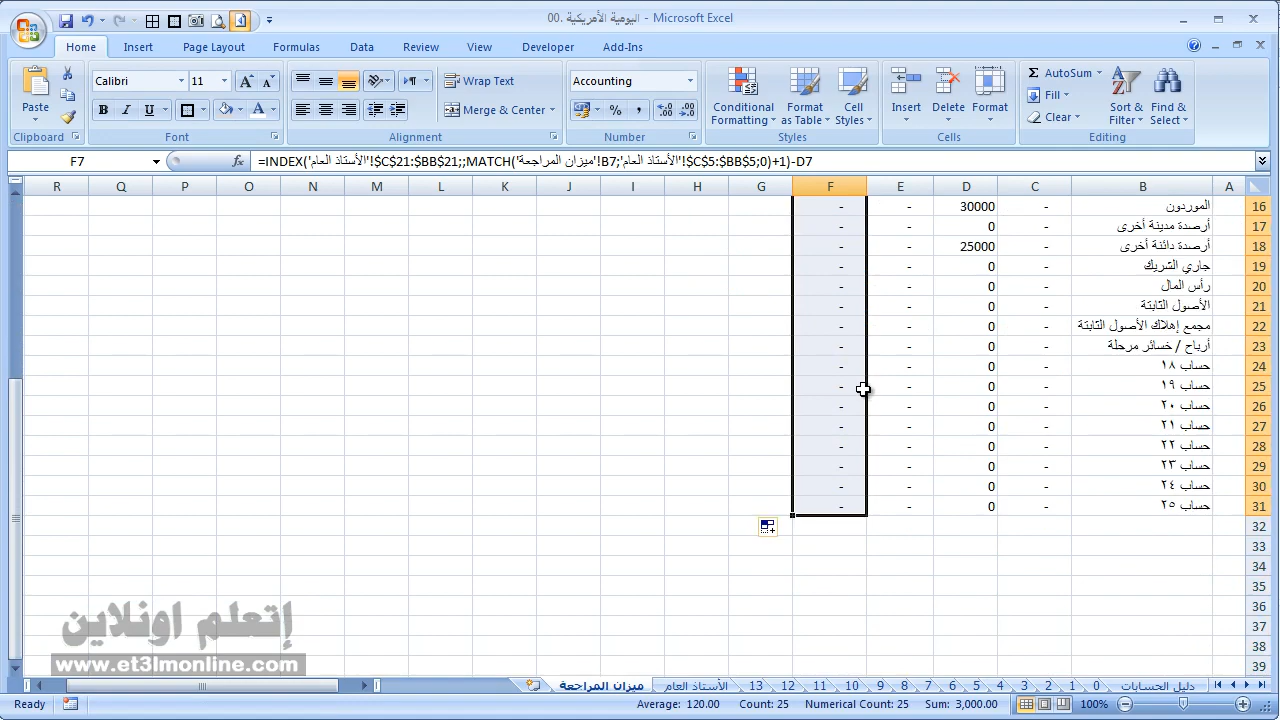 اليومية الأمريكية .00 - Microsoft Excel
Home Insert Page Layout Formulas Data Review View Developer Add-Ins
Calibri 11 Wrap Text Accounting AutoSum
Paste Merge & Center Conditional Formatting Format as Table Cell Styles Insert Delete Format Fill Clear Sort & Filter Find & Select
Clipboard Font Alignment Number Styles Cells Editing
F7 =INDEX('الأستاذ العام'!$C$21:$BB$21;;MATCH('ميزان المراجعة'!B7;'الأستاذ العام'!$C$5:$BB$5;0)+1)-D7
R Q P O N M L K J I H G F E D C B A
16 الموردون - 30000 - -
17 أرصدة مدينة أخرى - 0 - -
18 أرصدة دائنة أخرى - 25000 - -
19 جاري الشريك - 0 - -
20 رأس المال - 0 - -
21 الأصول الثابتة - 0 - -
22 مجمع إهلاك الأصول الثابتة - 0 - -
23 أرباح / خسائر مرحلة - 0 - -
24 حساب ١٨ - 0 - -
25 حساب ١٩ - 0 - -
26 حساب ٢٠ - 0 - -
27 حساب ٢١ - 0 - -
28 حساب ٢٢ - 0 - -
29 حساب ٢٣ - 0 - -
30 حساب ٢٤ - 0 - -
31 حساب ٢٥ - 0 - -
32
33
34
35
36
37
38
39
إتعلم اونلاين
www.et3lmonline.com
دليل الحسابات 0 1 2 3 4 5 6 7 8 9 10 11 12 13 الأستاذ العام ميزان المراجعة
Ready Average: 120.00 Count: 25 Numerical Count: 25 Sum: 3,000.00 100%